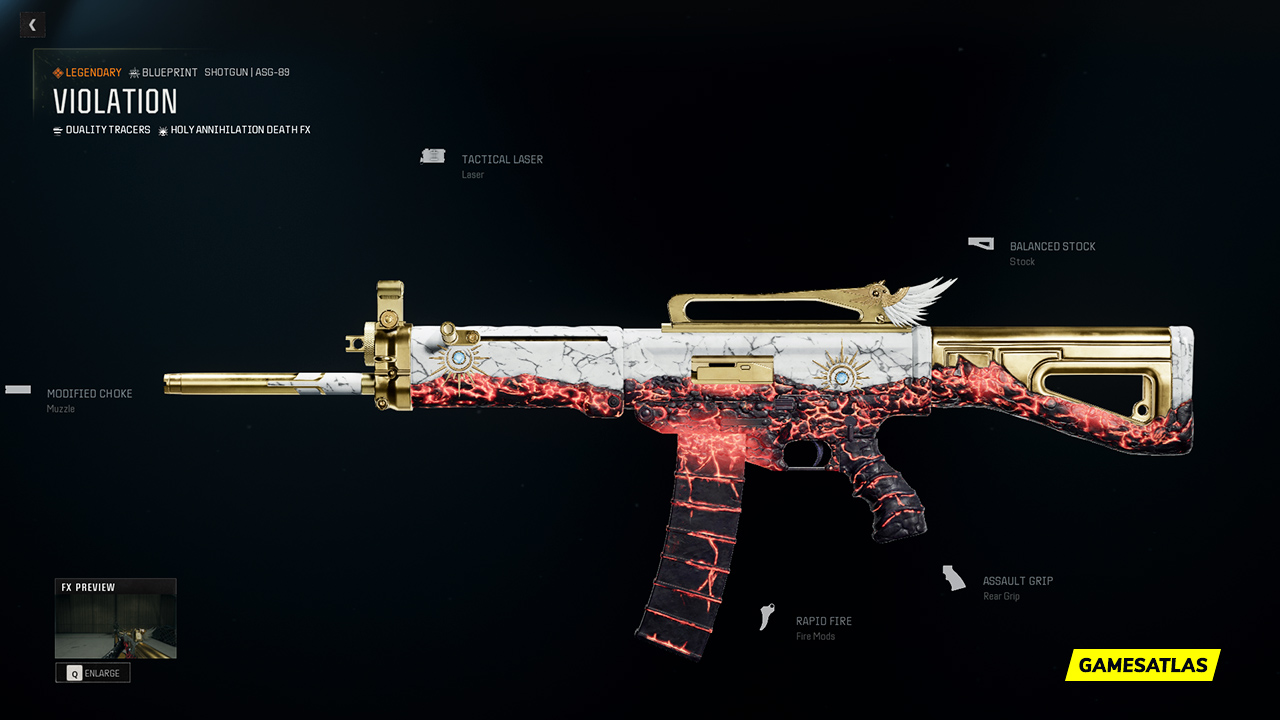 LEGENDARY BLUEPRINT SHOTGUN | ASG-89
VIOLATION
DUALITY TRACERS HOLY ANNIHILATION DEATH FX
TACTICAL LASER
Laser
BALANCED STOCK
Stock
MODIFIED CHOKE
Muzzle
ASSAULT GRIP
Rear Grip
RAPID FIRE
Fire Mods
FX PREVIEW
Q ENLARGE
GAMESATLAS